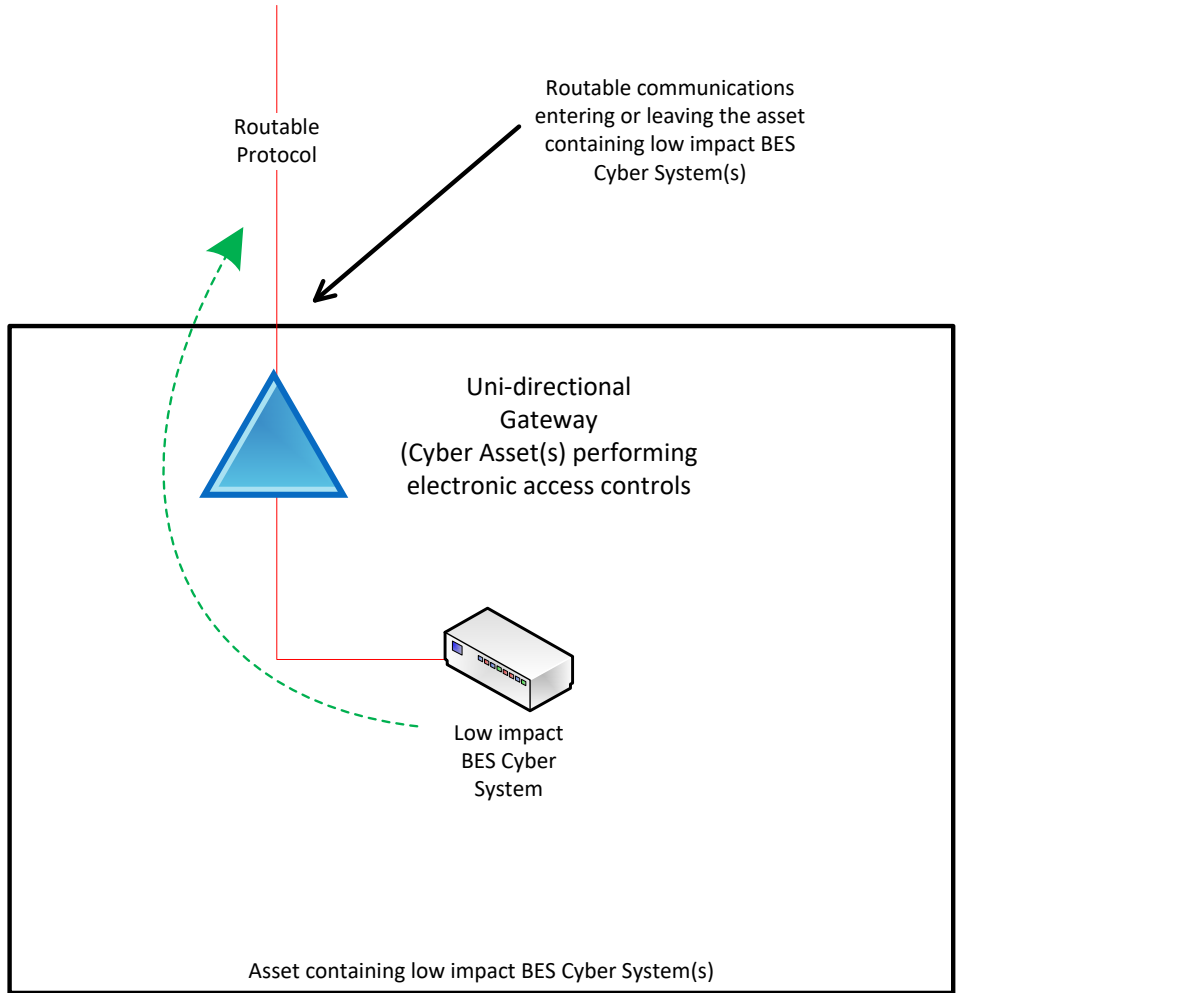 Routable communications
entering or leaving the asset
containing low impact BES
Cyber System(s)
Routable
Protocol
Uni-directional
Gateway
(Cyber Asset(s) performing
electronic access controls
Low impact
BES Cyber
System
Asset containing low impact BES Cyber System(s)